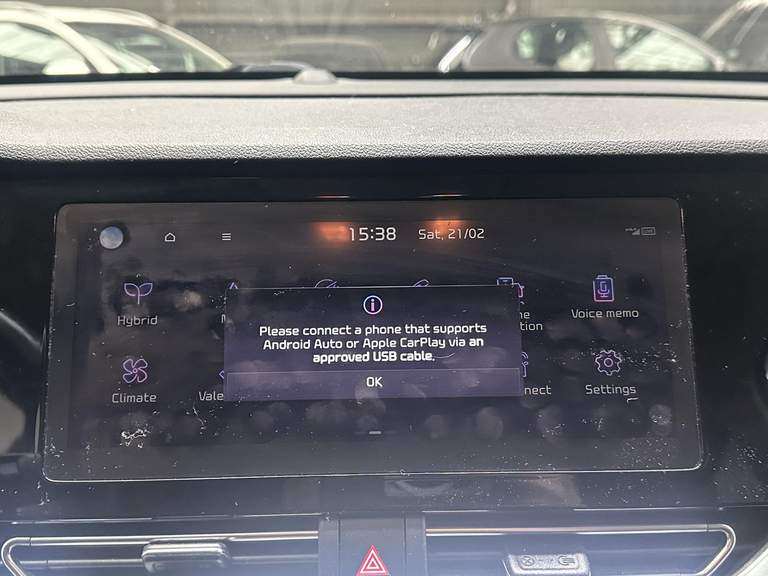 15:38 Sat, 21/02
Hybrid
Voice memo
Please connect a phone that supports
Android Auto or Apple CarPlay via an
approved USB cable.
OK
Climate
Settings